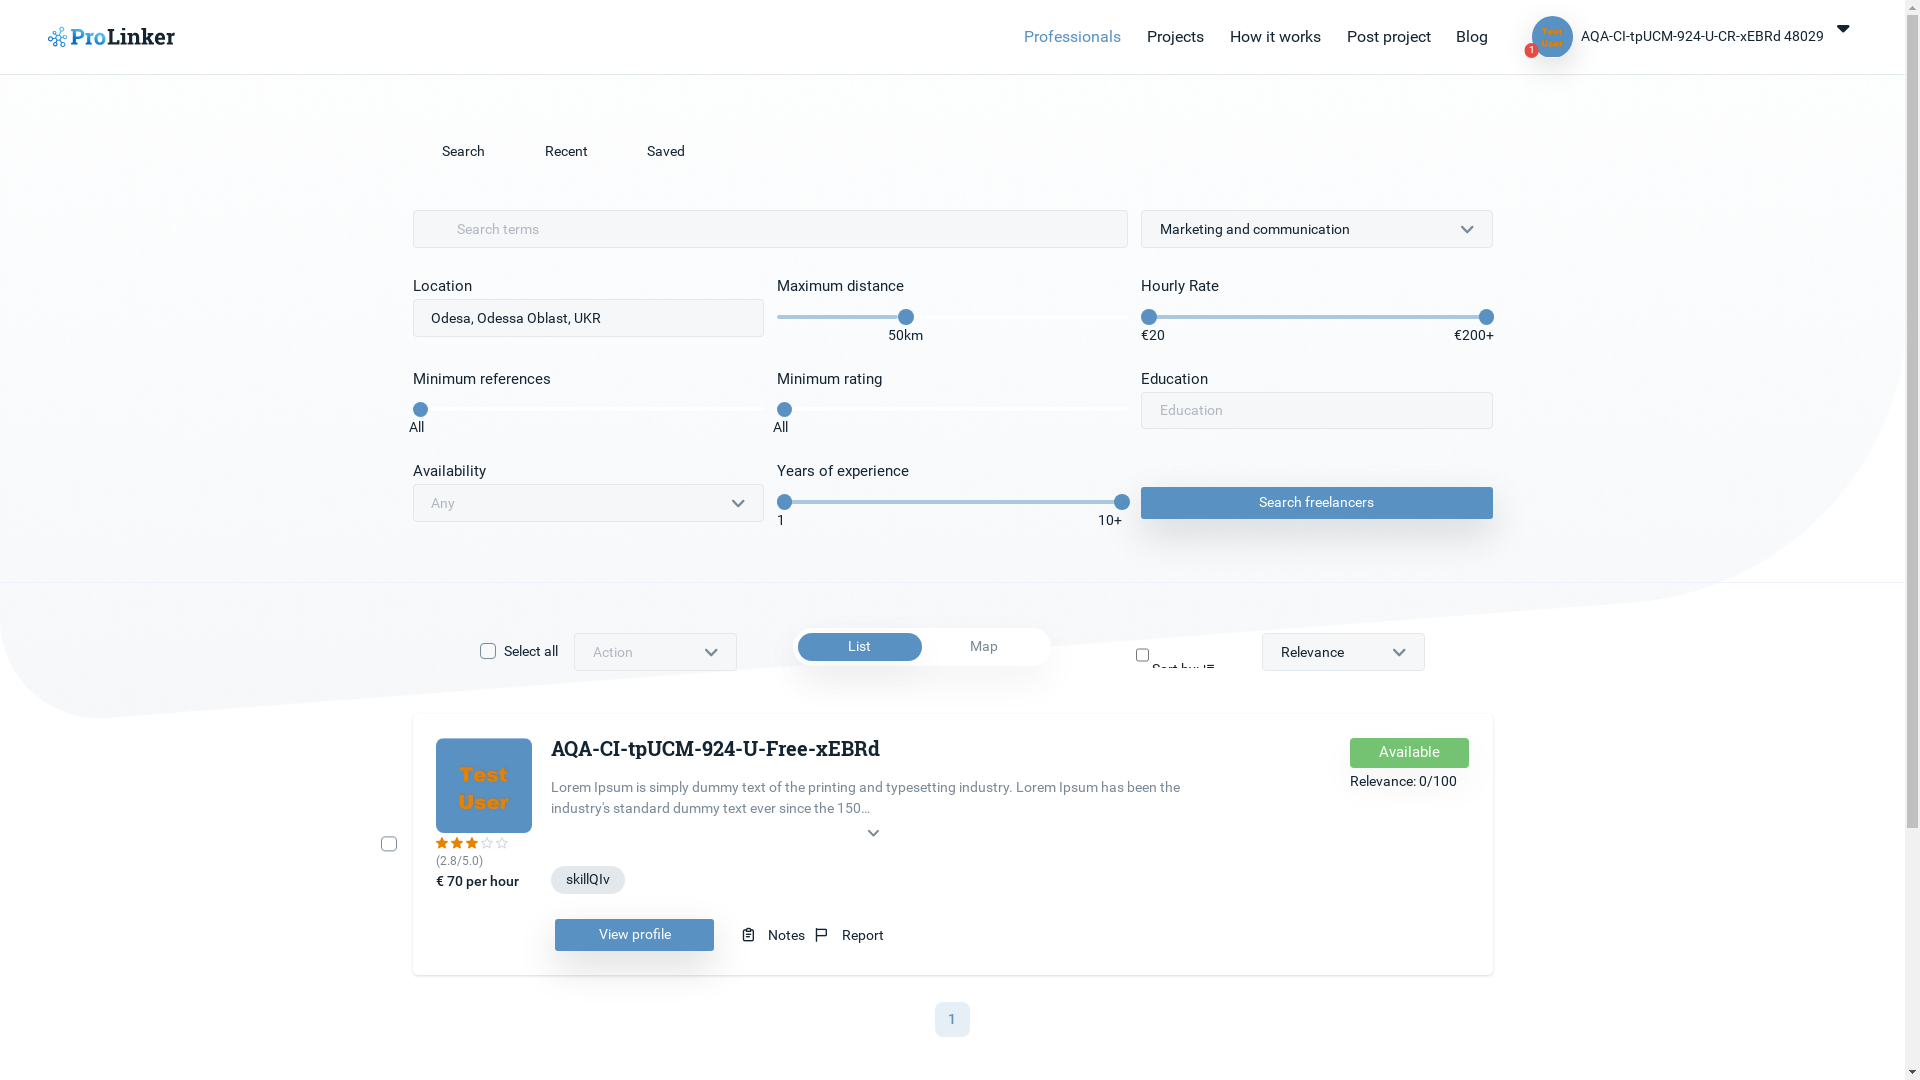 ProLinker
Professionals
Projects
How it works
Post project
Blog
Test
User
1
AQA-CI-tpUCM-924-U-CR-xEBRd 48029
Search
Recent
Saved
Search terms
Marketing and communication
Location
Maximum distance
Hourly Rate
Odesa, Odessa Oblast, UKR
50km
€20
€200+
Minimum references
Minimum rating
Education
All
All
Education
Availability
Years of experience
Any
1
10+
Search freelancers
Select all
Action
List
Map
Sort by:
Relevance
Test
User
(2.8/5.0)
€ 70 per hour
AQA-CI-tpUCM-924-U-Free-xEBRd
Lorem Ipsum is simply dummy text of the printing and typesetting industry. Lorem Ipsum has been the
industry's standard dummy text ever since the 150...
skillQIv
View profile
Notes
Report
Available
Relevance: 0/100
1